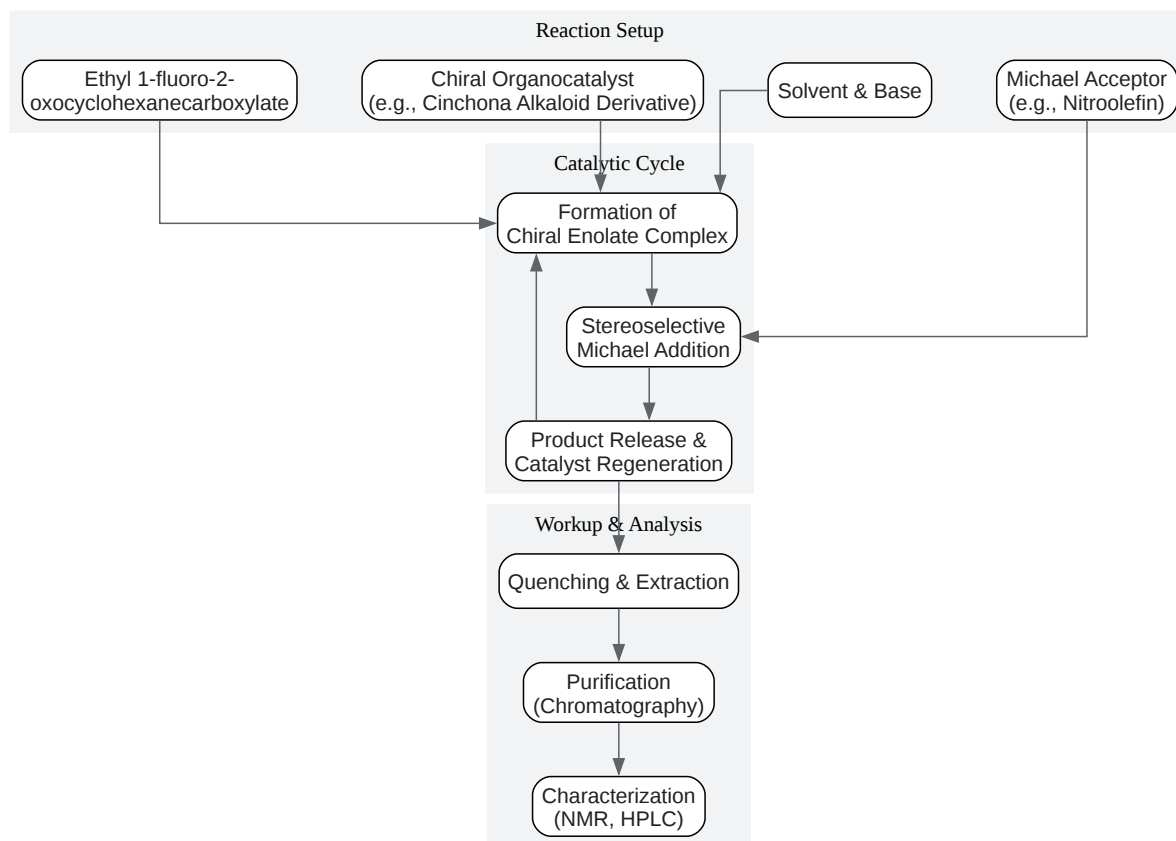 Reaction Setup
Ethyl 1-fluoro-2-
oxocyclohexanecarboxylate
Chiral Organocatalyst
(e.g., Cinchona Alkaloid Derivative)
Solvent & Base
Michael Acceptor
(e.g., Nitroolefin)
Catalytic Cycle
Formation of
Chiral Enolate Complex
Stereoselective
Michael Addition
Product Release &
Catalyst Regeneration
Workup & Analysis
Quenching & Extraction
Purification
(Chromatography)
Characterization
(NMR, HPLC)